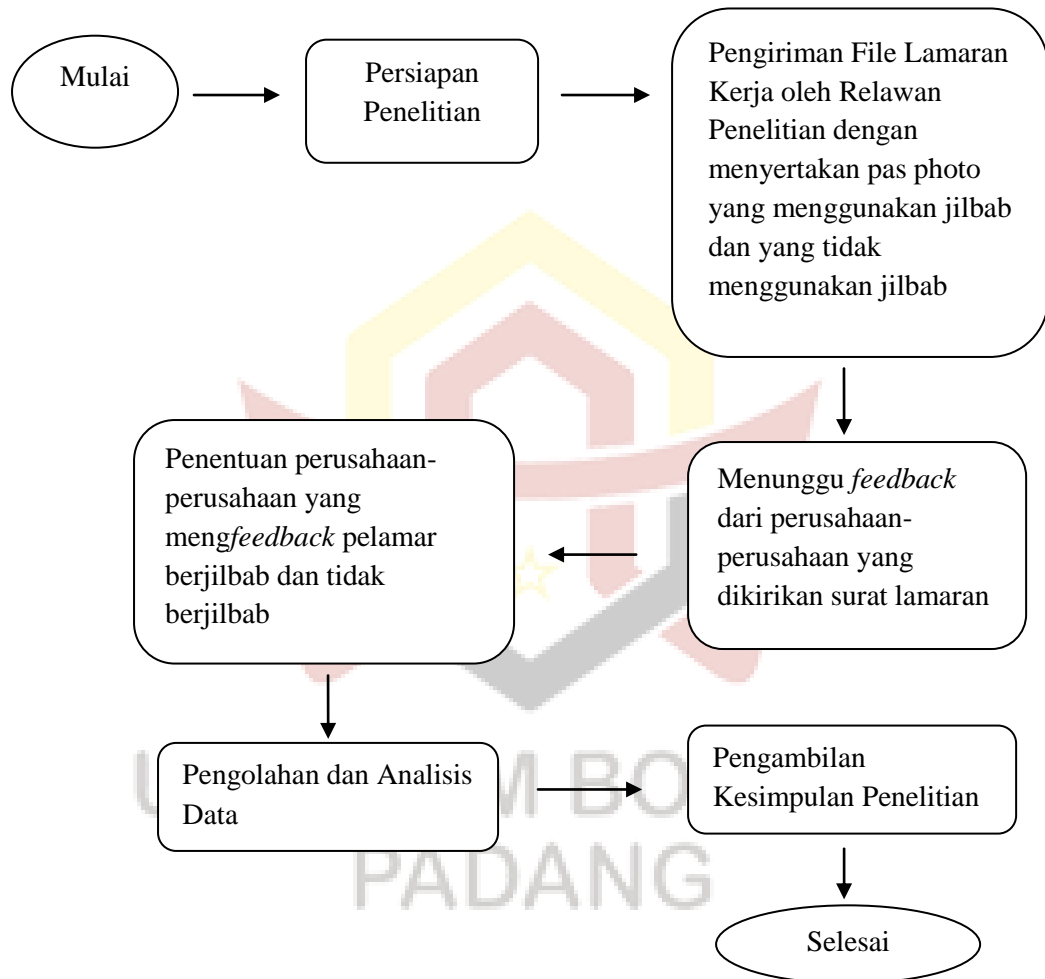 Mulai
Persiapan
Penelitian
Pengiriman File Lamaran
Kerja oleh Relawan
Penelitian dengan
menyertakan pas photo
yang menggunakan jilbab
dan yang tidak
menggunakan jilbab
Menunggu feedback
dari perusahaan-
perusahaan yang
dikirikan surat lamaran
Penentuan perusahaan-
perusahaan yang
mengfeedback pelamar
berjilbab dan tidak
berjilbab
Pengolahan dan Analisis
Data
Pengambilan
Kesimpulan Penelitian
Selesai
PADANG